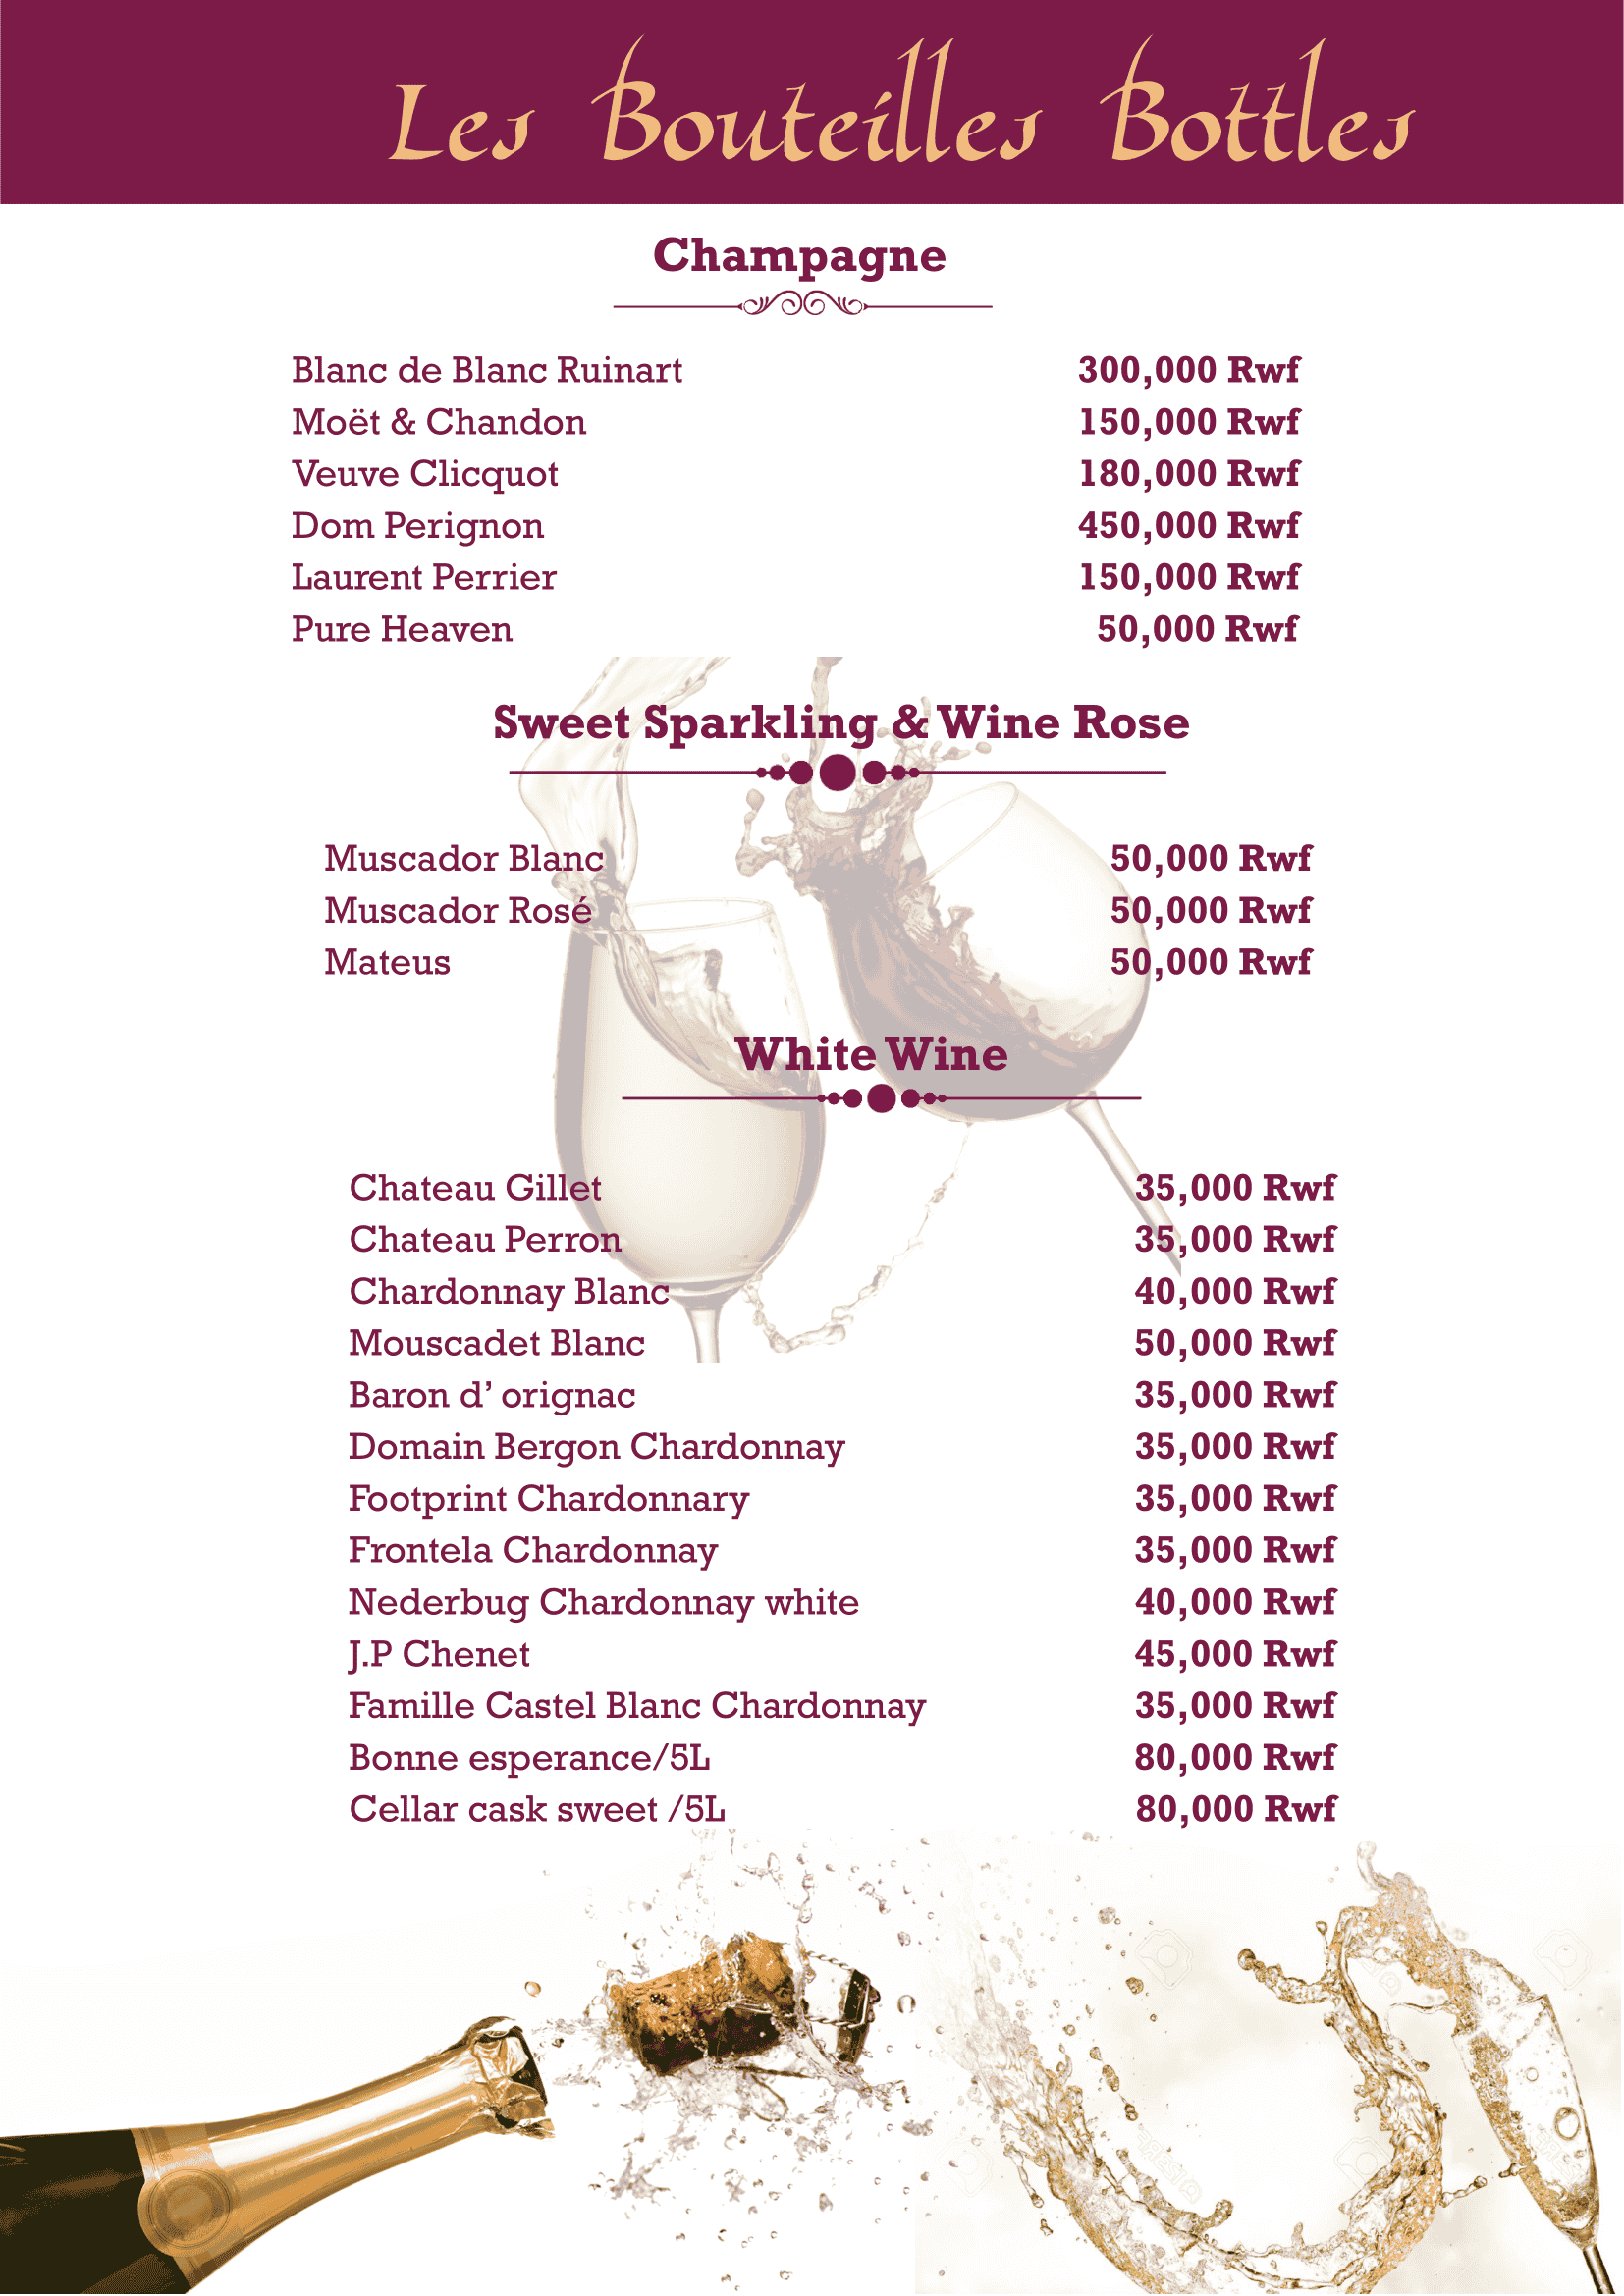 Les Bouteilles Bottles
Champagne
Blanc de Blanc Ruinart 300,000 Rwf
Moët & Chandon 150,000 Rwf
Veuve Clicquot 180,000 Rwf
Dom Perignon 450,000 Rwf
Laurent Perrier 150,000 Rwf
Pure Heaven 50,000 Rwf
Sweet Sparkling & Wine Rose
Muscador Blanc 50,000 Rwf
Muscador Rosé 50,000 Rwf
Mateus 50,000 Rwf
White Wine
Chateau Gillet 35,000 Rwf
Chateau Perron 35,000 Rwf
Chardonnay Blanc 40,000 Rwf
Mouscadet Blanc 50,000 Rwf
Baron d’ orignac 35,000 Rwf
Domain Bergon Chardonnay 35,000 Rwf
Footprint Chardonnary 35,000 Rwf
Frontela Chardonnay 35,000 Rwf
Nederbug Chardonnay white 40,000 Rwf
J.P Chenet 45,000 Rwf
Famille Castel Blanc Chardonnay 35,000 Rwf
Bonne esperance/5L 80,000 Rwf
Cellar cask sweet /5L 80,000 Rwf